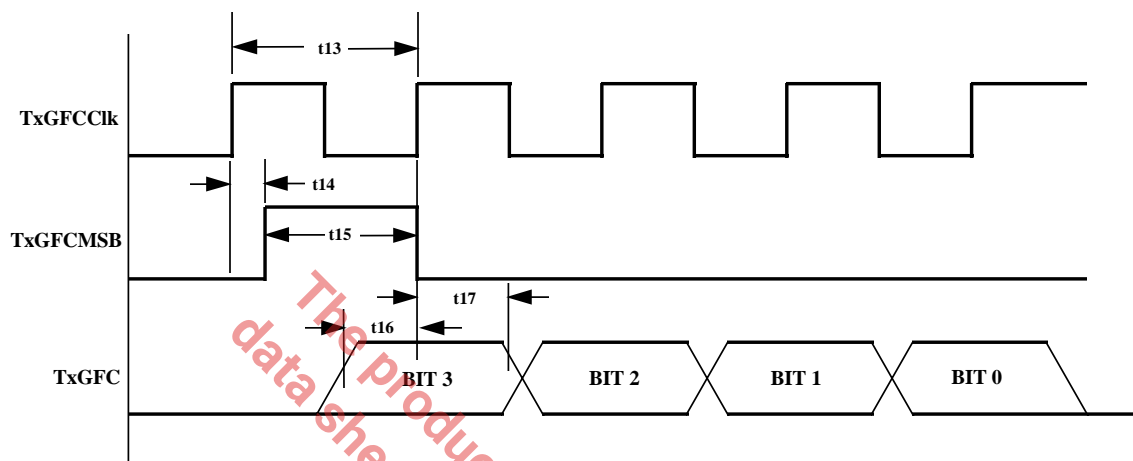 t13
TxGFCClk
t14
TxGFCMSB
t15
t17
t16
TxGFC
BIT 3
BIT 2
BIT 1
BIT 0
The produc
data she